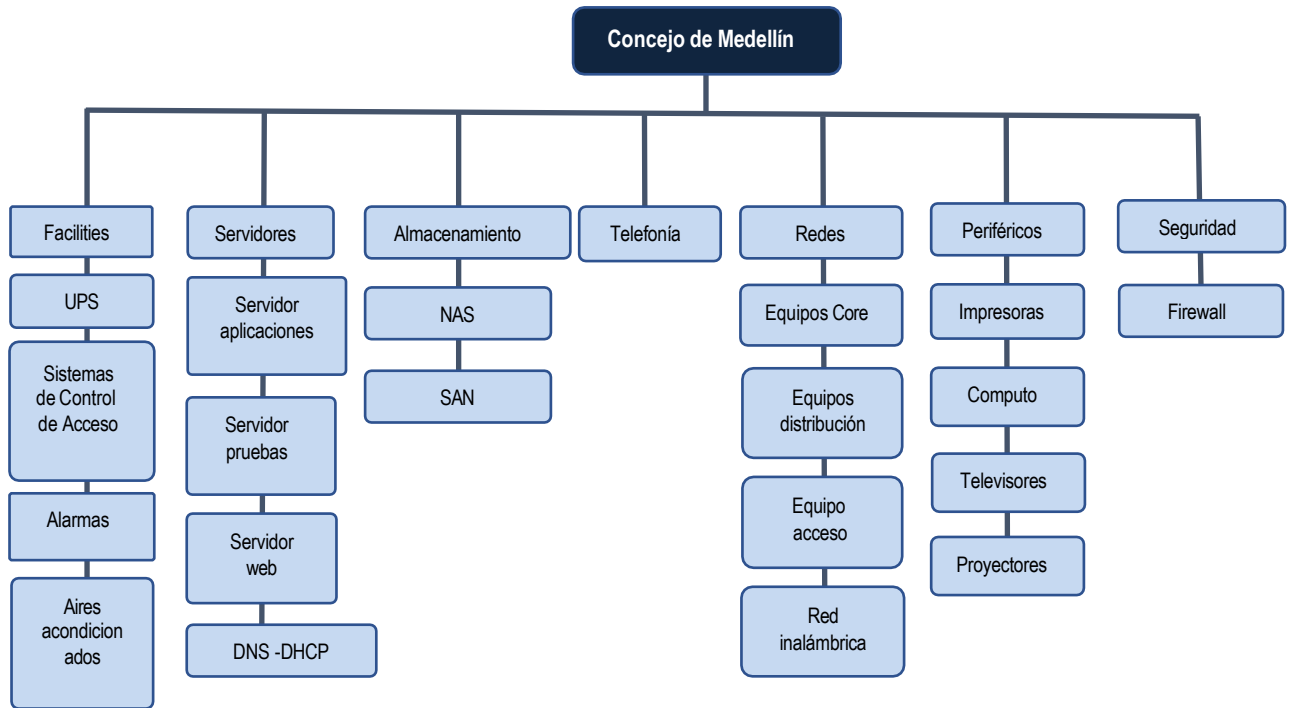 Concejo de Medellín
Facilities
Servidores
Almacenamiento
Telefonía
Redes
Periféricos
Seguridad
UPS
Sistemas
de Control
de Acceso
Alarmas
Aires
acondicion
ados
Servidor
aplicaciones
Servidor
pruebas
Servidor
web
DNS -DHCP
NAS
SAN
Equipos Core
Equipos
distribución
Equipo
acceso
Red
inalámbrica
Impresoras
Computo
Televisores
Proyectores
Firewall